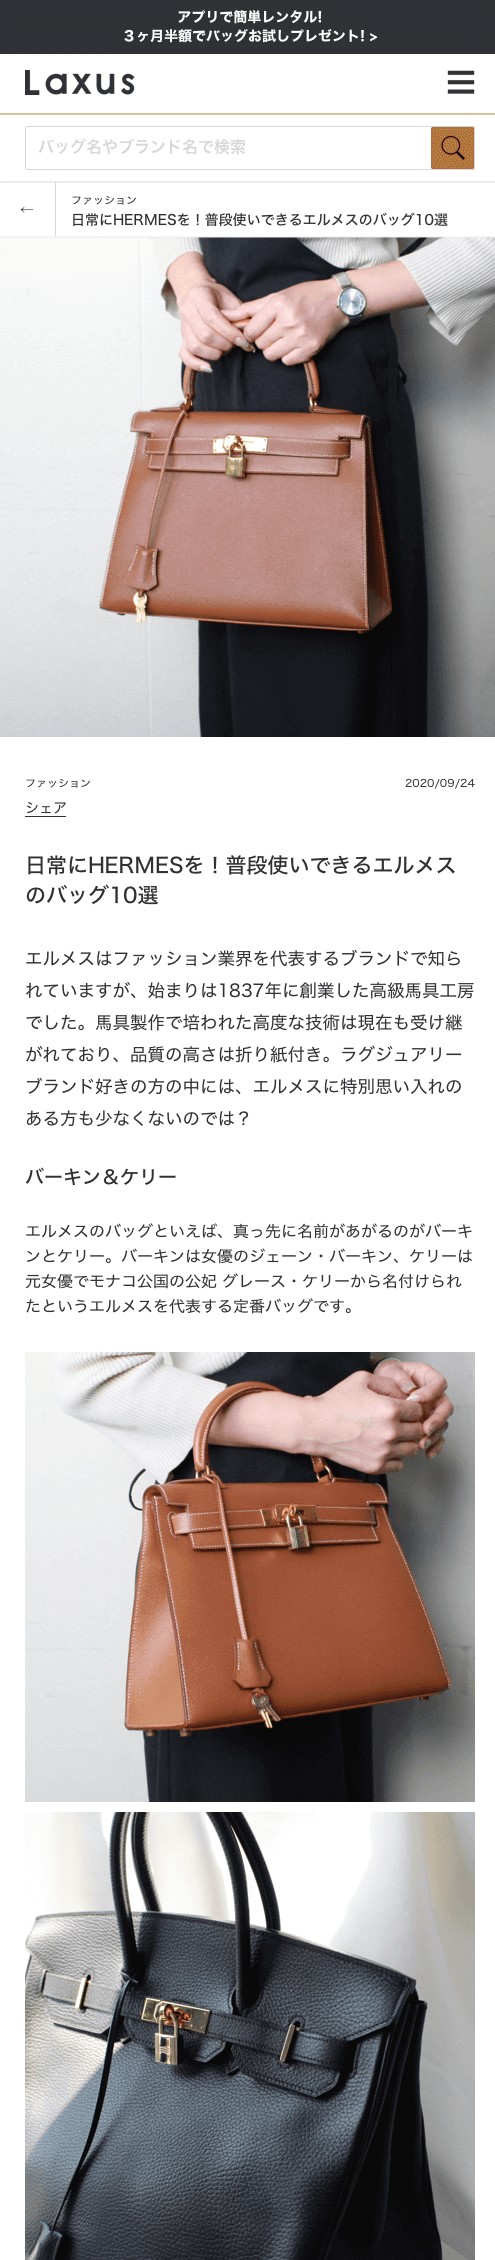 アプリで簡単レンタル!
３ヶ月半額でバッグお試しプレゼント! >
Laxus
バッグ名やブランド名で検索
←
ファッション
日常にHERMESを！普段使いできるエルメスのバッグ10選
ファッション
2020/09/24
シェア
日常にHERMESを！普段使いできるエルメス
のバッグ10選
エルメスはファッション業界を代表するブランドで知ら
れていますが、始まりは1837年に創業した高級馬具工房
でした。馬具製作で培われた高度な技術は現在も受け継
がれており、品質の高さは折り紙付き。ラグジュアリー
ブランド好きの方の中には、エルメスに特別思い入れの
ある方も少なくないのでは？
バーキン＆ケリー
エルメスのバッグといえば、真っ先に名前があがるのがバーキ
ンとケリー。バーキンは女優のジェーン・バーキン、ケリーは
元女優でモナコ公国の公妃 グレース・ケリーから名付けられ
たというエルメスを代表する定番バッグです。